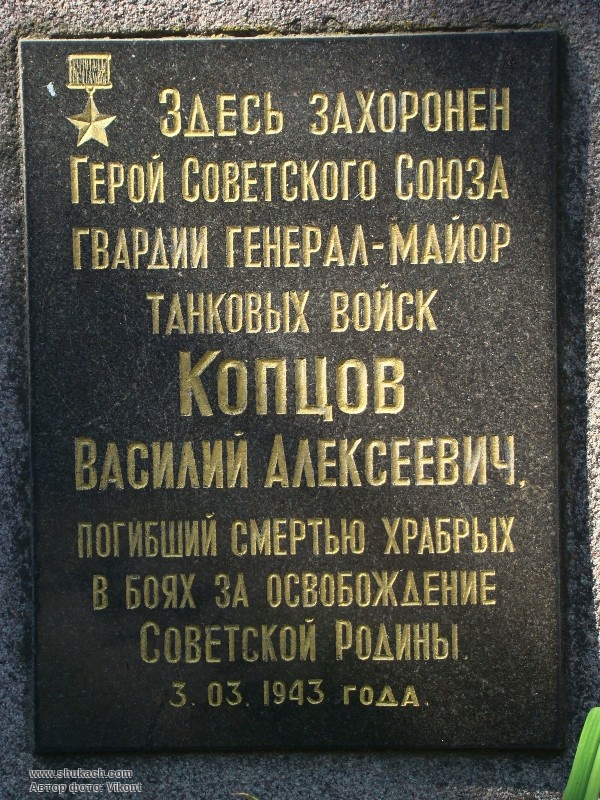 Здесь захоронен
Герой Советского Союза
гвардии генерал-майор
танковых войск
Копцов
Василий Алексеевич,
погибший смертью храбрых
в боях за освобождение
Советской Родины
3. 03. 1943 года.
www.shukach.com
Автор фото: Vikont